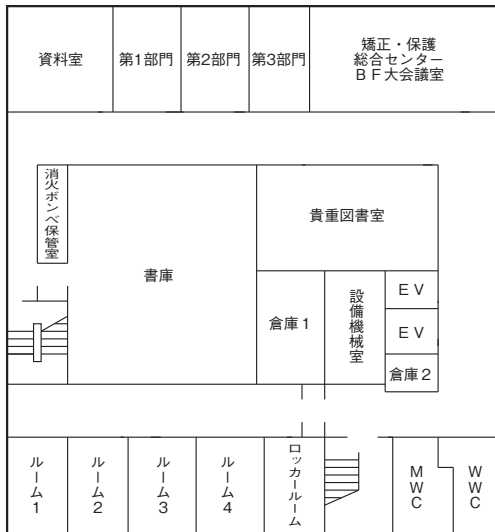 資料室
第1部門
第2部門
第3部門
矯正・保護
総合センター
ＢＦ大会議室
消火ボンベ保管室
書庫
貴重図書室
倉庫1
設備機械室
ＥＶ
ＥＶ
倉庫2
ルーム1
ルーム2
ルーム3
ルーム4
ロッカールーム
ＭＷＣ
ＷＷＣ